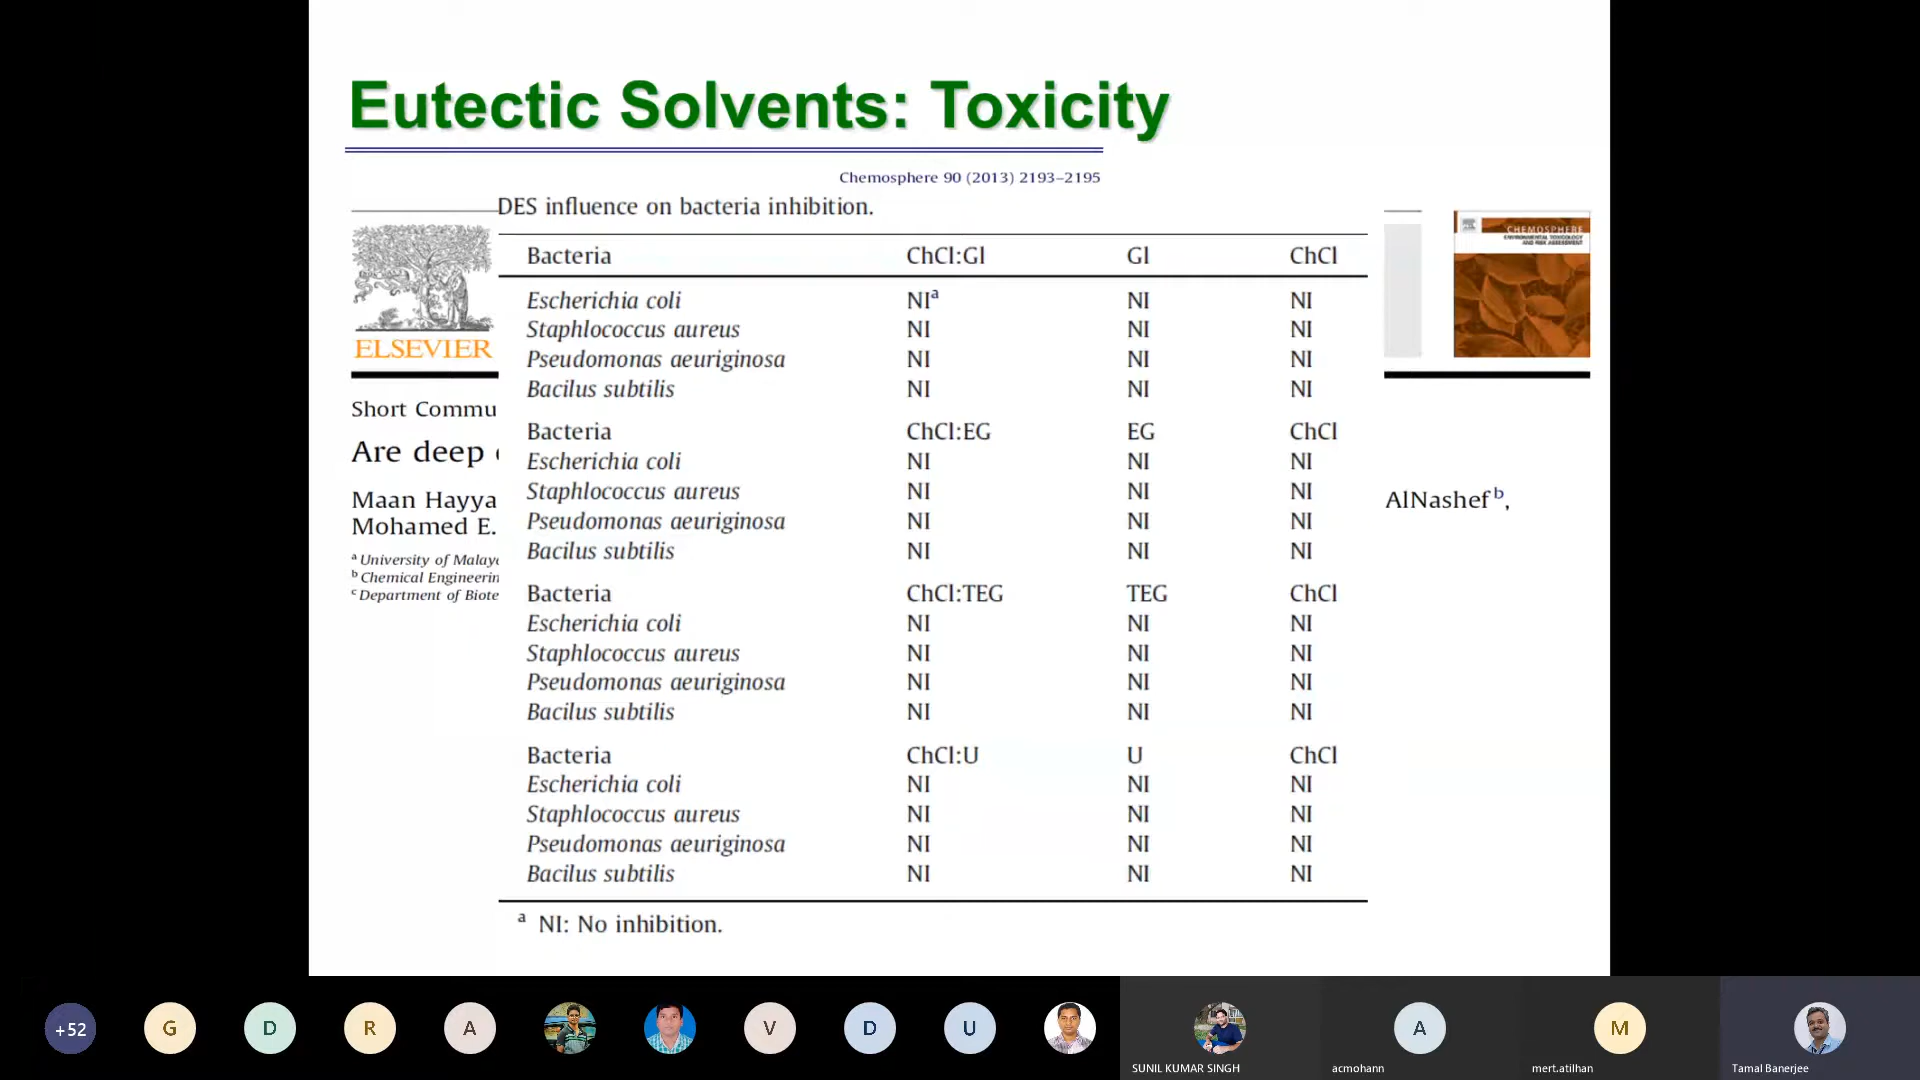 Eutectic Solvents: Toxicity
Chemosphere 90 (2013) 2193–2195
DES influence on bacteria inhibition.
Bacteria ChCl:Gl Gl ChCl
Escherichia coli NIa NI NI
Staphlococcus aureus NI NI NI
Pseudomonas aeuriginosa NI NI NI
Bacilus subtilis NI NI NI
Bacteria ChCl:EG EG ChCl
Escherichia coli NI NI NI
Staphlococcus aureus NI NI NI
Pseudomonas aeuriginosa NI NI NI
Bacilus subtilis NI NI NI
Bacteria ChCl:TEG TEG ChCl
Escherichia coli NI NI NI
Staphlococcus aureus NI NI NI
Pseudomonas aeuriginosa NI NI NI
Bacilus subtilis NI NI NI
Bacteria ChCl:U U ChCl
Escherichia coli NI NI NI
Staphlococcus aureus NI NI NI
Pseudomonas aeuriginosa NI NI NI
Bacilus subtilis NI NI NI
a NI: No inhibition.
ELSEVIER
Short Commu
Are deep
Maan Hayya
Mohamed E.
a University of Malay
b Chemical Engineerin
c Department of Biote
CHEMOSPHERE
ENVIRONMENTAL TOXICOLOGY
AND RISK ASSESSMENT
AlNashef b,
+52
G
D
R
A
V
D
U
A
M
SUNIL KUMAR SINGH
acmohann
mert.atilhan
Tamal Banerjee